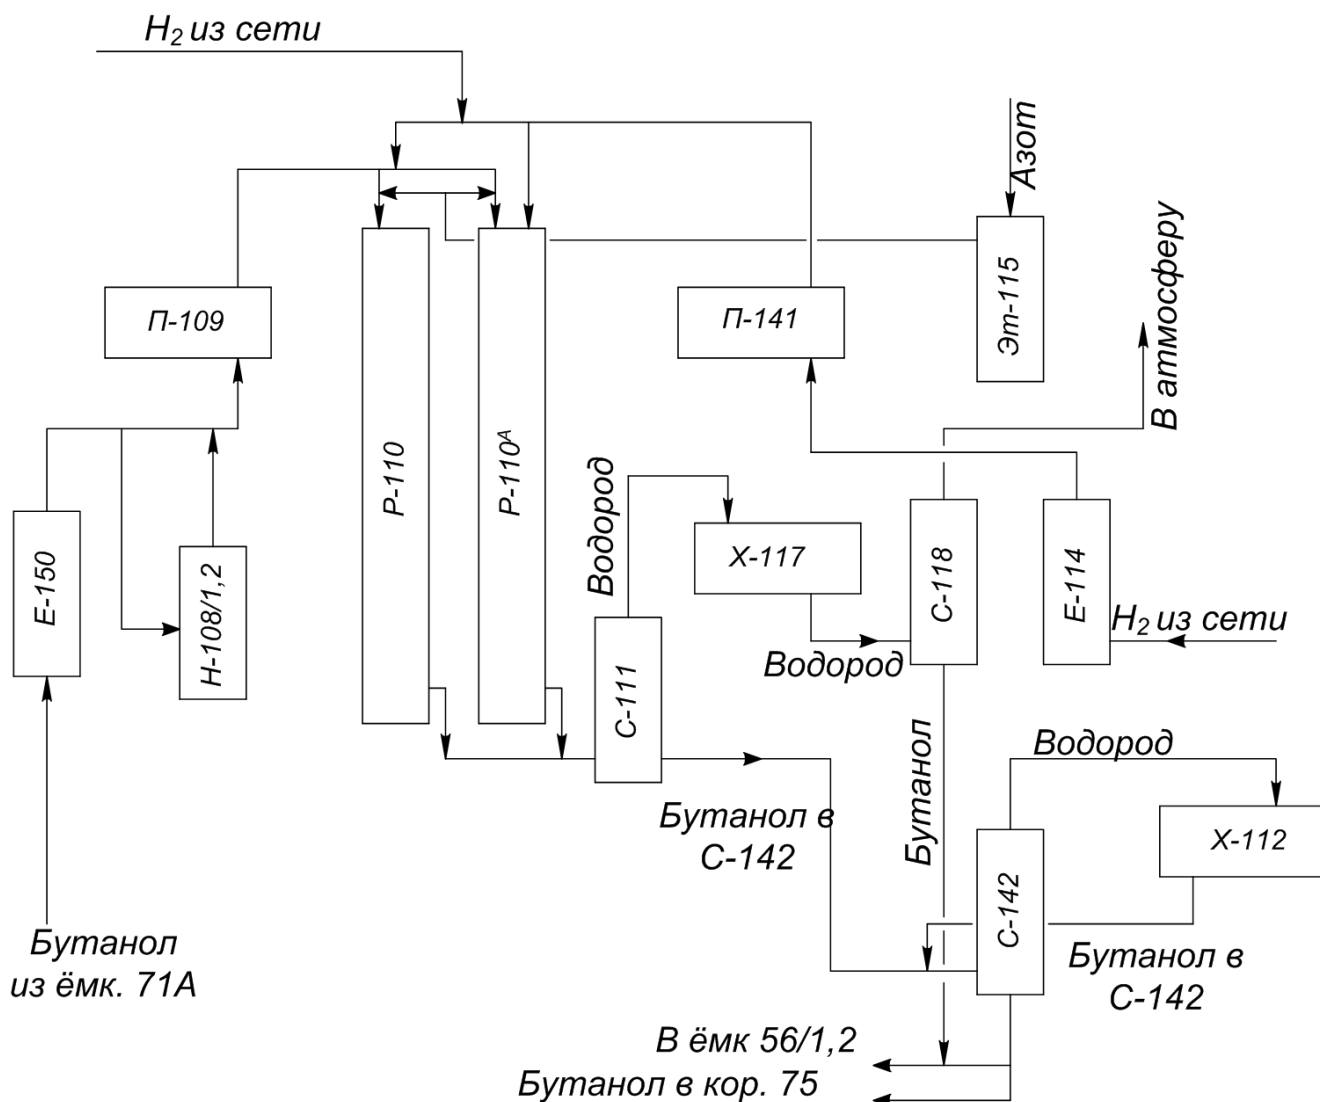 H₂ из сети
Азот
В атмосферу
П-109
П-141
Эт-115
Р-110
Р-110ᴬ
Водород
Е-150
Н-108/1,2
Х-117
С-118
Е-114
H₂ из сети
Водород
С-111
Бутанол
Водород
Бутанол в
С-142
Х-112
С-142
Бутанол
из ёмк. 71А
Бутанол в
С-142
В ёмк 56/1,2
Бутанол в кор. 75